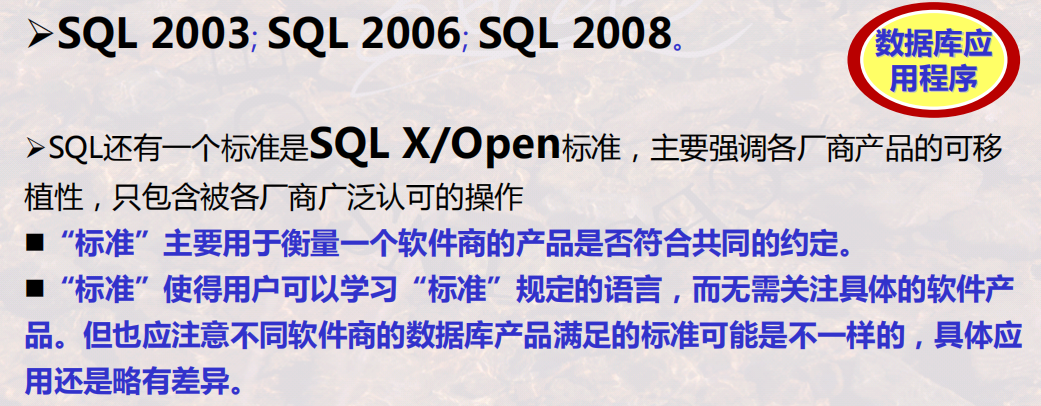 ➢SQL 2003; SQL 2006; SQL 2008。
数据库应
用程序
➢SQL还有一个标准是SQL X/Open标准，主要强调各厂商产品的可移
植性，只包含被各厂商广泛认可的操作
■“标准”主要用于衡量一个软件商的产品是否符合共同的约定。
■“标准”使得用户可以学习“标准”规定的语言，而无需关注具体的软件产
品。但也应注意不同软件商的数据库产品满足的标准可能是不一样的，具体应
用还是略有差异。